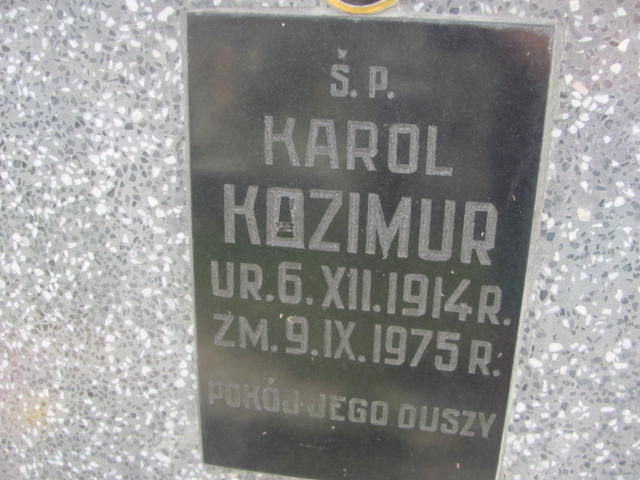 Ś. P.
KAROL
KOZIMUR
UR. 6. XII. 1914 R.
ZM. 9. IX. 1975 R.
POKÓJ JEGO DUSZY